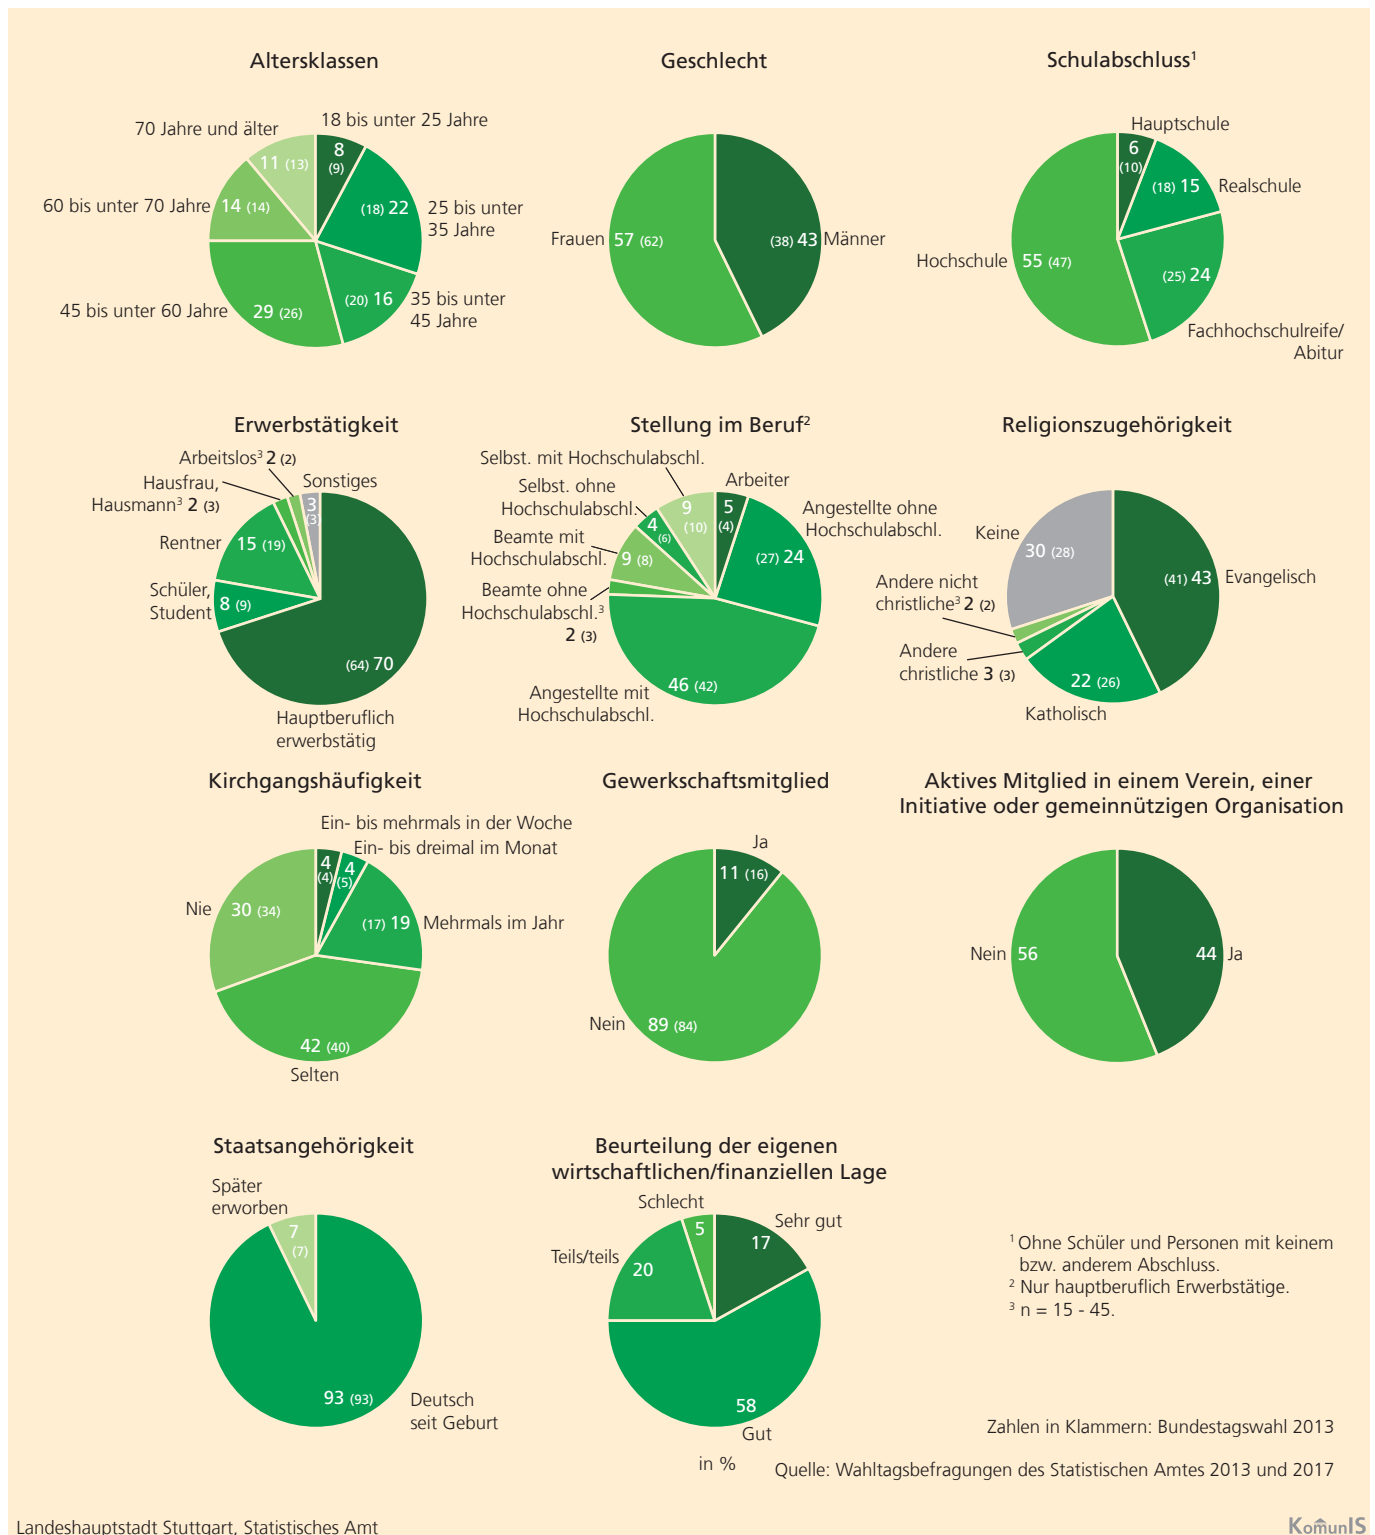 Altersklassen
70 Jahre und älter
18 bis unter 25 Jahre
11 (13)
8
(9)
60 bis unter 70 Jahre
14 (14)
(18) 22
25 bis unter
35 Jahre
45 bis unter 60 Jahre
29 (26)
(20) 16
35 bis unter
45 Jahre
Geschlecht
Frauen
57 (62)
(38) 43
Männer
Schulabschluss¹
Hauptschule
6
(10)
(18) 15
Realschule
Hochschule
55 (47)
(25) 24
Fachhochschulreife/
Abitur
Erwerbstätigkeit
Arbeitslos³ 2 (2)
Hausfrau,
Hausmann³ 2 (3)
Sonstiges
3
(3)
Rentner
15 (19)
Schüler,
Student
8 (9)
(64) 70
Hauptberuflich
erwerbstätig
Stellung im Beruf²
Selbst. mit Hochschulabschl.
9
(10)
Arbeiter
5
(4)
Selbst. ohne
Hochschulabschl.
4
(6)
Angestellte ohne
Hochschulabschl.
(27) 24
Beamte mit
Hochschulabschl.
9 (8)
Beamte ohne
Hochschulabschl.³
2 (3)
46 (42)
Angestellte mit
Hochschulabschl.
Religionszugehörigkeit
Keine
30 (28)
(41) 43
Evangelisch
Andere nicht
christliche³ 2 (2)
Andere
christliche 3 (3)
22 (26)
Katholisch
Kirchgangshäufigkeit
Ein- bis mehrmals in der Woche
Ein- bis dreimal im Monat
4
(4)
4
(5)
Nie
30 (34)
(17) 19
Mehrmals im Jahr
42 (40)
Selten
Gewerkschaftsmitglied
Ja
11 (16)
Nein
89 (84)
Aktives Mitglied in einem Verein, einer
Initiative oder gemeinnützigen Organisation
Nein
56
44
Ja
Staatsangehörigkeit
Später
erworben
7
(7)
93 (93)
Deutsch
seit Geburt
Beurteilung der eigenen
wirtschaftlichen/finanziellen Lage
Schlecht
5
Sehr gut
17
Teils/teils
20
58
Gut
in %
¹ Ohne Schüler und Personen mit keinem
bzw. anderem Abschluss.
² Nur hauptberuflich Erwerbstätige.
³ n = 15 - 45.
Zahlen in Klammern: Bundestagswahl 2013
Quelle: Wahltagsbefragungen des Statistischen Amtes 2013 und 2017
Landeshauptstadt Stuttgart, Statistisches Amt
KomunIS